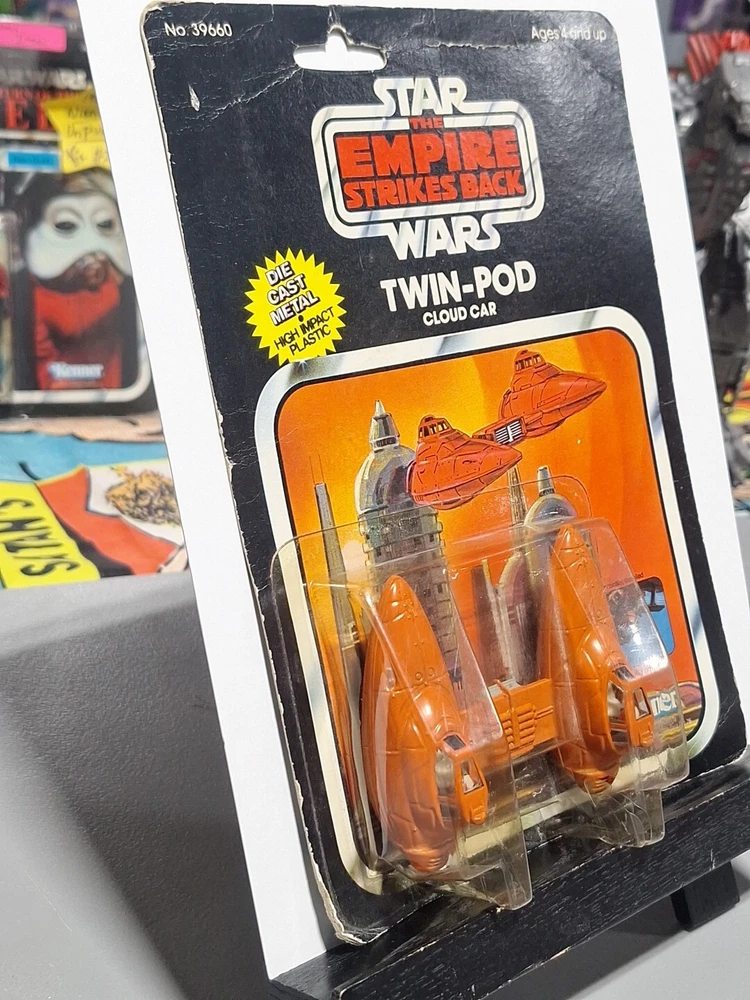 No. 39660
Ages 4 and up
STAR
THE
EMPIRE
STRIKES BACK
WARS
TWIN-POD
CLOUD CAR
DIE
CAST
METAL
HIGH IMPACT
PLASTIC
Kenner